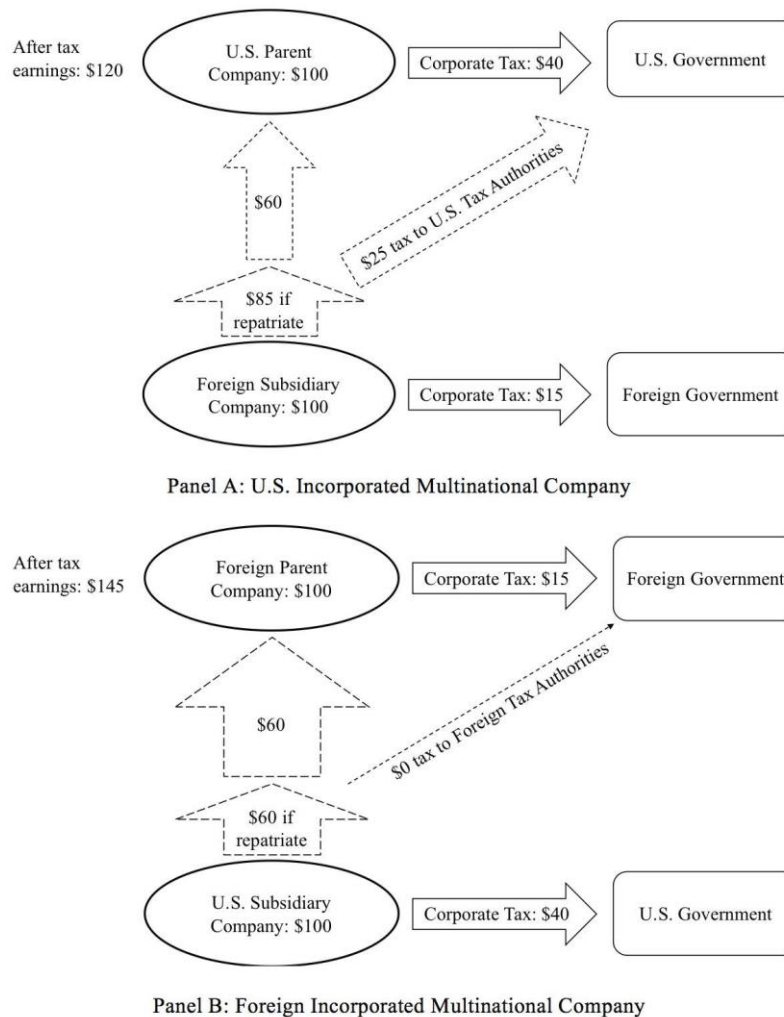 After tax
earnings: $120
U.S. Parent
Company: $100
Corporate Tax: $40
U.S. Government
$60
$25 tax to U.S. Tax Authorities
$85 if
repatriate
Foreign Subsidiary
Company: $100
Corporate Tax: $15
Foreign Government
Panel A: U.S. Incorporated Multinational Company
After tax
earnings: $145
Foreign Parent
Company: $100
Corporate Tax: $15
Foreign Government
$60
$0 tax to Foreign Tax Authorities
$60 if
repatriate
U.S. Subsidiary
Company: $100
Corporate Tax: $40
U.S. Government
Panel B: Foreign Incorporated Multinational Company